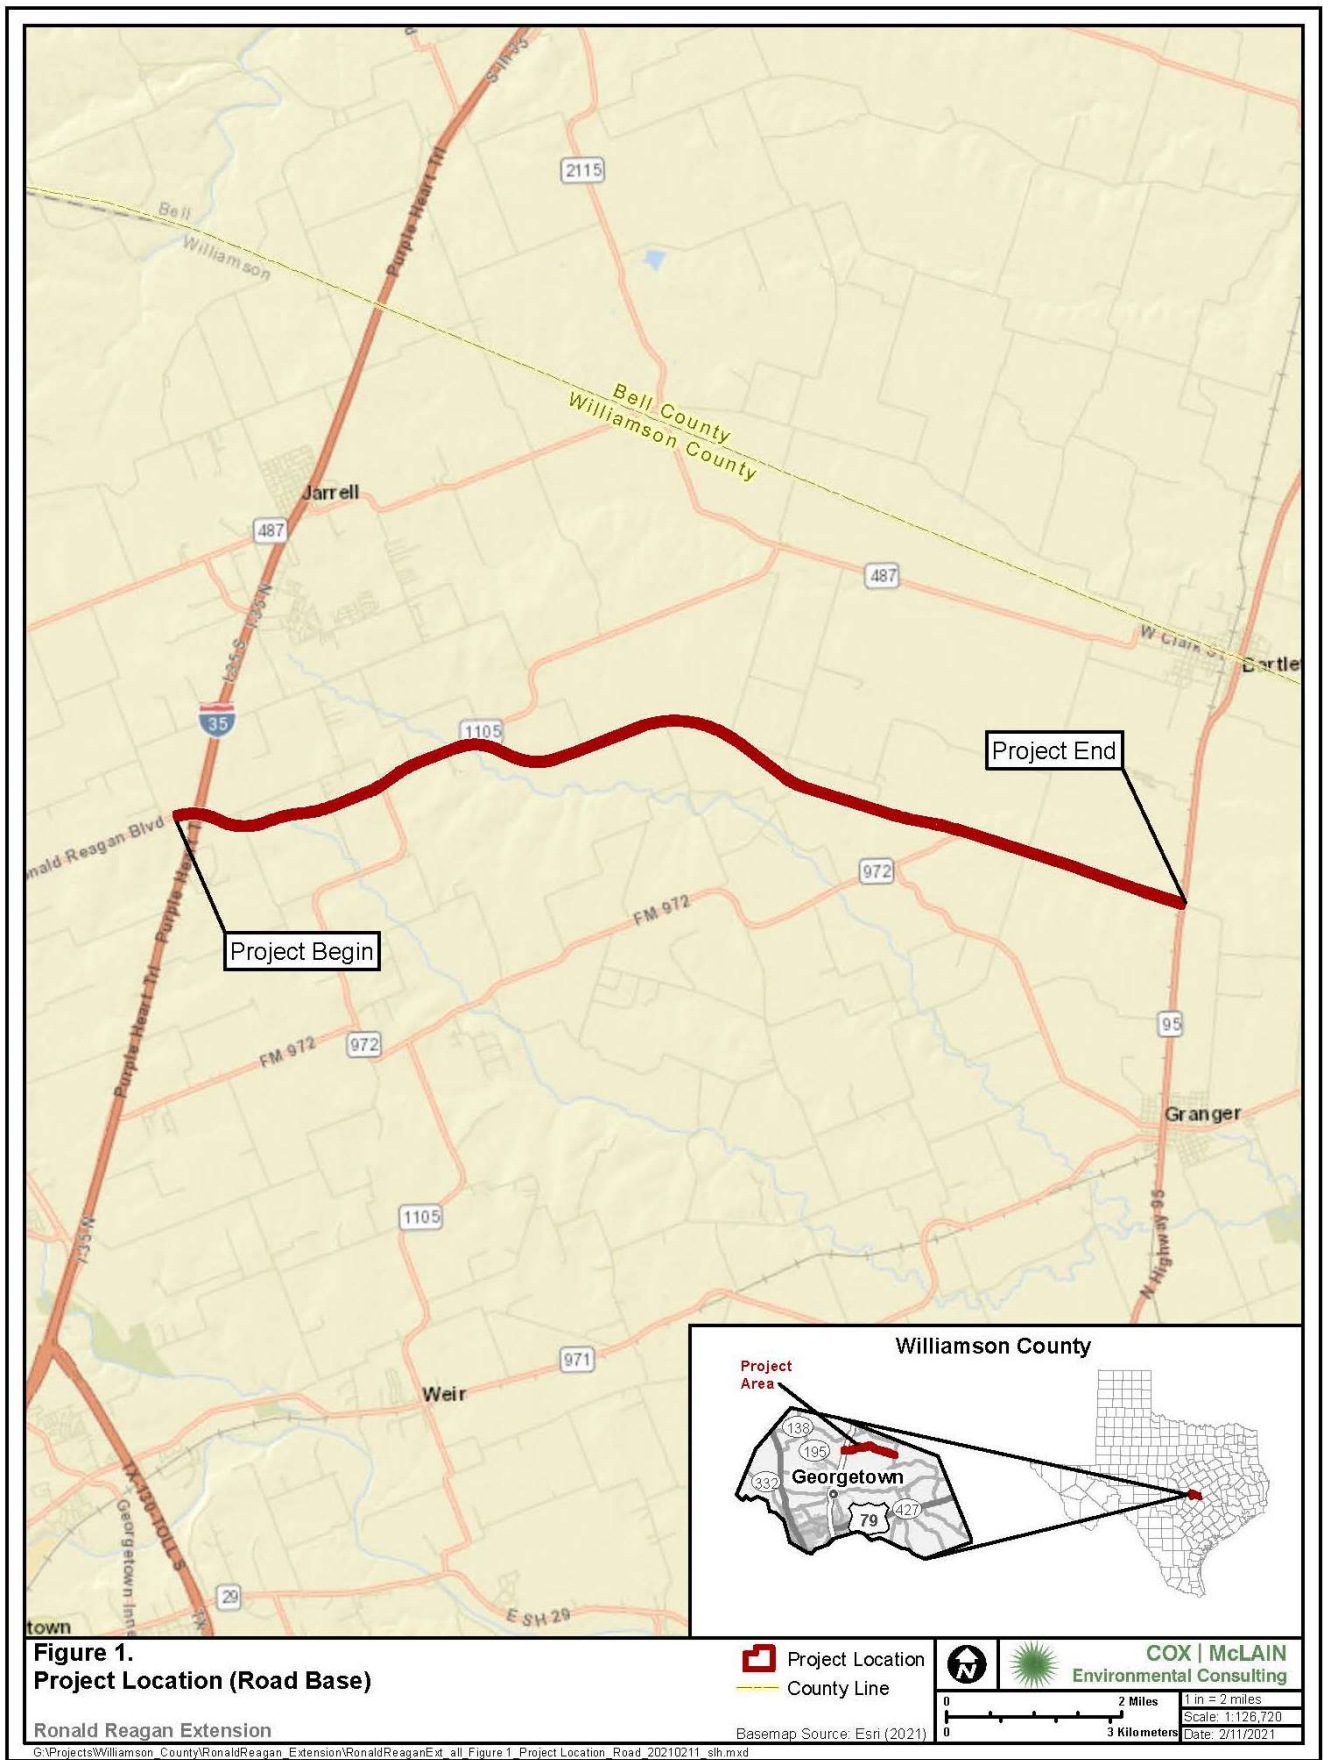 S-IH-35
2115
Purple Heart Trl
Bell
Williamson
Bell County
Williamson County
Jarrell
487
487
I-35 N
I-35 S
W Clark S
Bartle
35
1105
Project End
nald Reagan Blvd
Purple Heart T
972
FM 972
Project Begin
Purple Heart Trl
95
FM 972
972
Granger
1105
I-35 N
N Highway 95
971
Weir
TX-130-TOLL S
Georgetown Inne
TX
29
E SH 29
town
Williamson County
Project
Area
138
195
332
Georgetown
79
427
Figure 1.
Project Location (Road Base)
Ronald Reagan Extension
Project Location
County Line
Basemap Source: Esri (2021)
N
COX | McLAIN
Environmental Consulting
0 2 Miles
0 3 Kilometers
1 in = 2 miles
Scale: 1:126,720
Date: 2/11/2021
G:\Projects\Williamson_County\RonaldReagan_Extension\RonaldReaganExt_all_Figure 1_Project Location_Road_20210211_slh.mxd